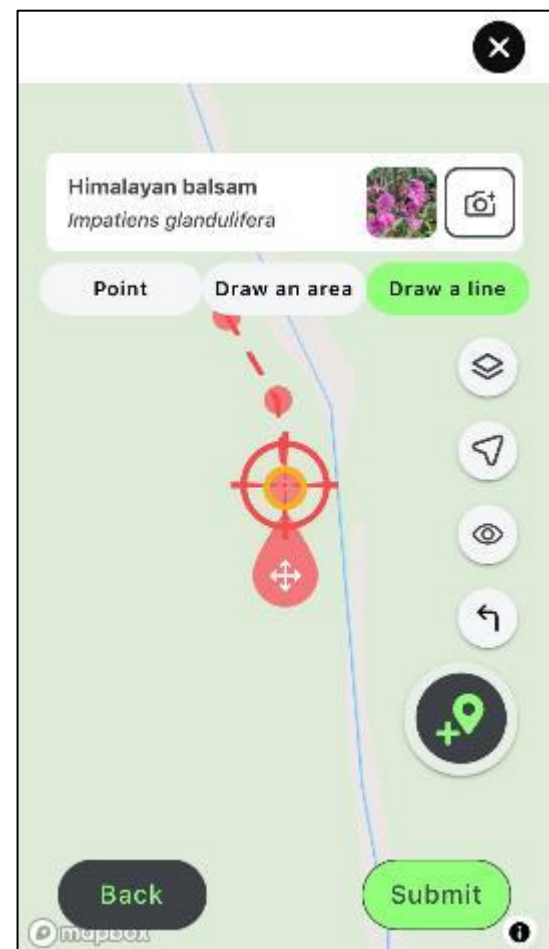 Himalayan balsam
Impatiens glandulifera
Point Draw an area Draw a line
Back Submit
mapbox